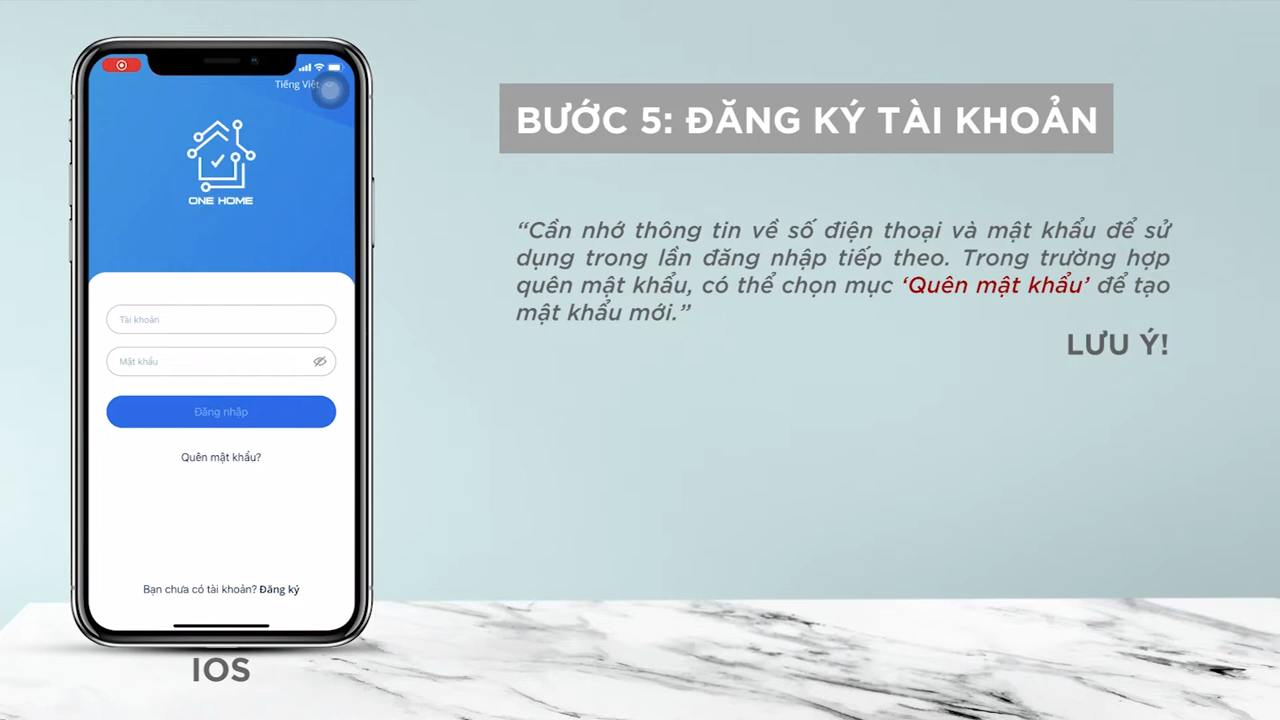 Tiếng Việt
ONE HOME
Tài khoản
Mật khẩu
Đăng nhập
Quên mật khẩu?
Bạn chưa có tài khoản? Đăng ký
IOS
BƯỚC 5: ĐĂNG KÝ TÀI KHOẢN
“Cần nhớ thông tin về số điện thoại và mật khẩu để sử
dụng trong lần đăng nhập tiếp theo. Trong trường hợp
quên mật khẩu, có thể chọn mục ‘Quên mật khẩu’ để tạo
mật khẩu mới.”
LƯU Ý!